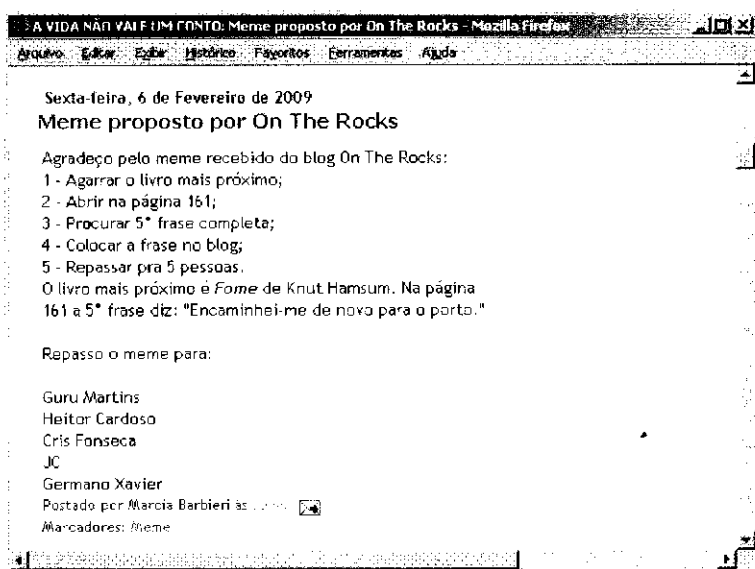 A VIDA NÃO VALE UM CONTO: Meme proposto por On The Rocks - Mozilla Firefox
Arquivo Editar Exibir Histórico Favoritos Ferramentas Ajuda
Sexta-feira, 6 de Fevereiro de 2009
Meme proposto por On The Rocks
Agradeço pelo meme recebido do blog On The Rocks:
1 - Agarrar o livro mais próximo;
2 - Abrir na página 161;
3 - Procurar 5ª frase completa;
4 - Colocar a frase no blog;
5 - Repassar pra 5 pessoas.
O livro mais próximo é Fome de Knut Hamsum. Na página
161 a 5ª frase diz: "Encaminhei-me de novo para o porto."
Repasso o meme para:
Guru Martins
Heitor Cardoso
Cris Fonseca
JC
Germano Xavier
Postado por Marcia Barbieri às
Marcadores: Meme